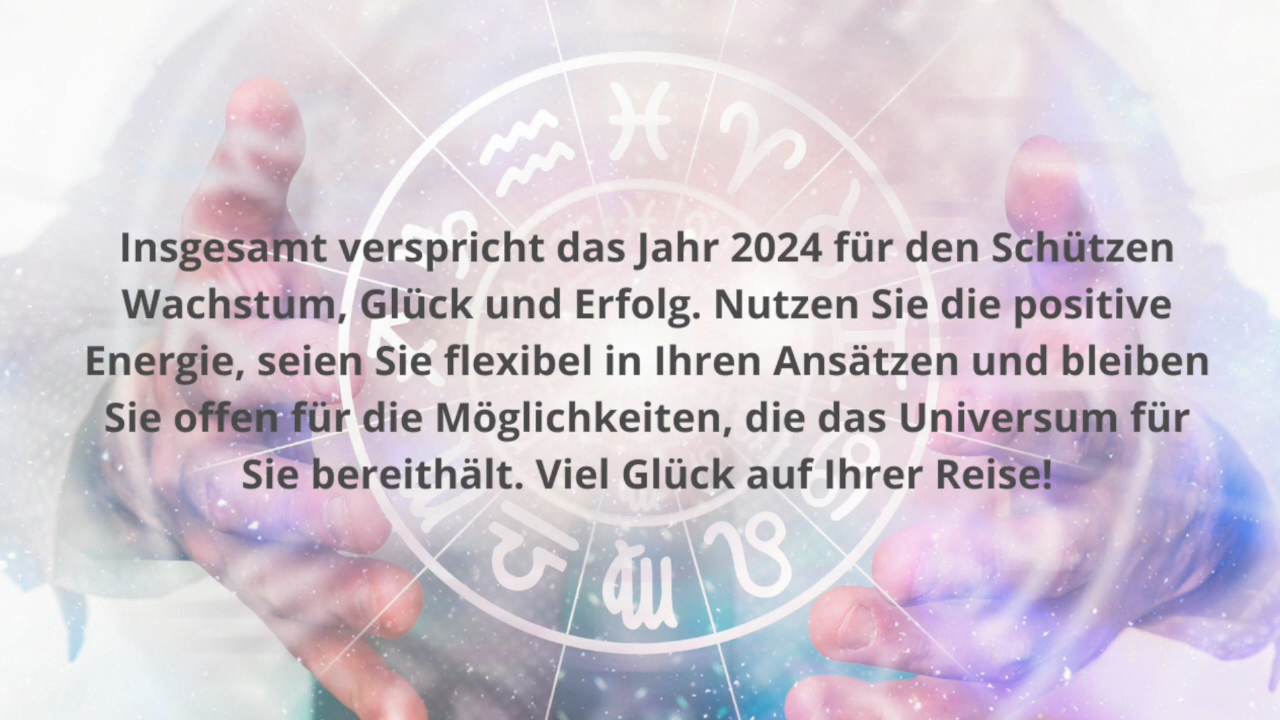 Insgesamt verspricht das Jahr 2024 für den Schützen
Wachstum, Glück und Erfolg. Nutzen Sie die positive
Energie, seien Sie flexibel in Ihren Ansätzen und bleiben
Sie offen für die Möglichkeiten, die das Universum für
Sie bereithält. Viel Glück auf Ihrer Reise!